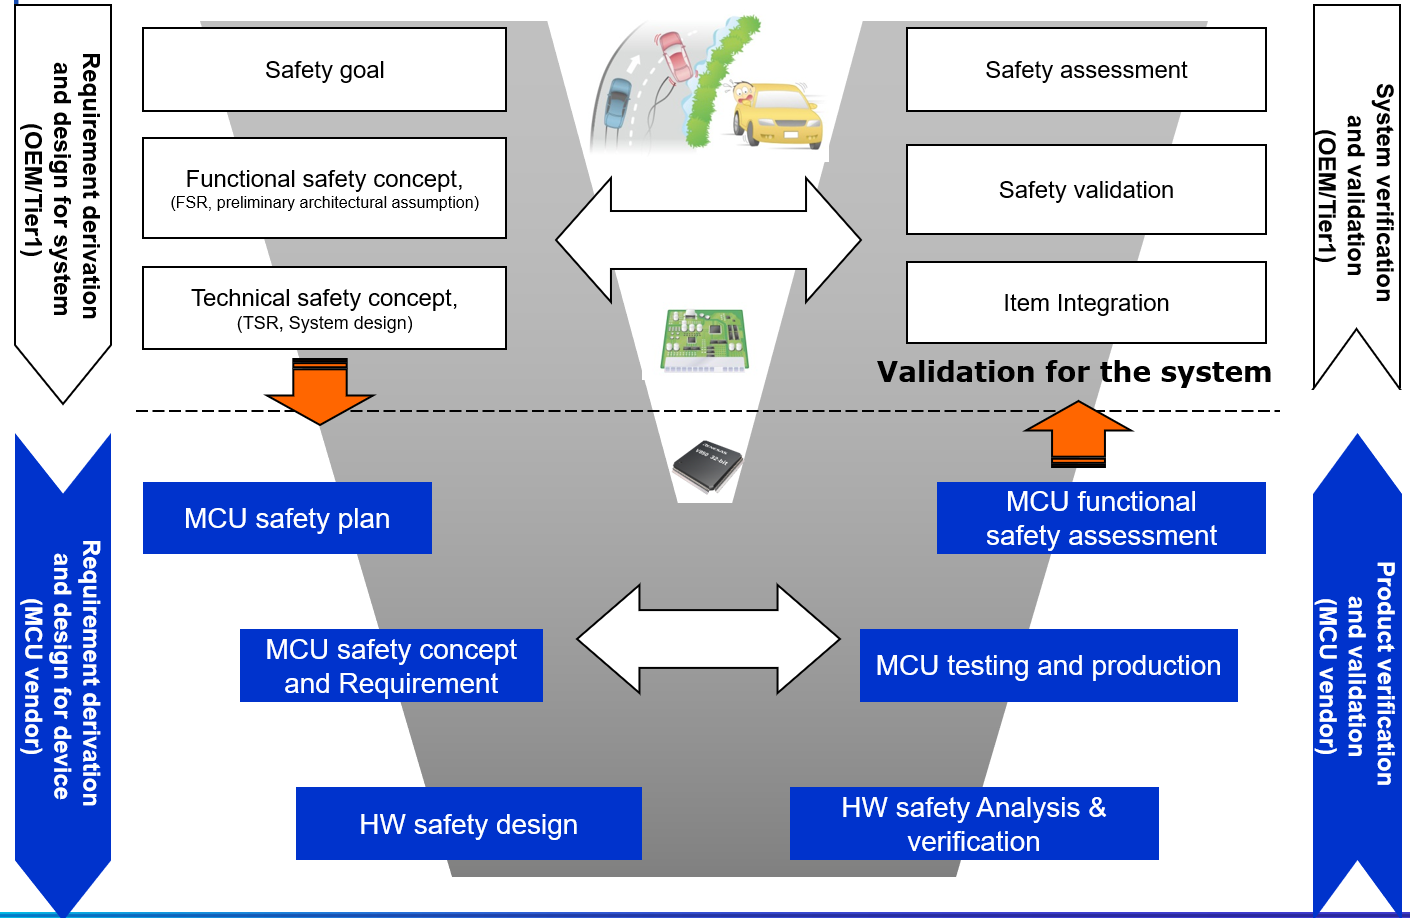 Requirement derivation
and design for system
(OEM/Tier1)
Safety goal
Functional safety concept,
(FSR, preliminary architectural assumption)
Technical safety concept,
(TSR, System design)
Safety assessment
Safety validation
Item Integration
Validation for the system
System verification
and validation
(OEM/Tier1)
V850 32-bit
Requirement derivation
and design for device
(MCU vendor)
MCU safety plan
MCU safety concept
and Requirement
HW safety design
MCU functional
safety assessment
MCU testing and production
HW safety Analysis &
verification
Product verification
and validation
(MCU vendor)